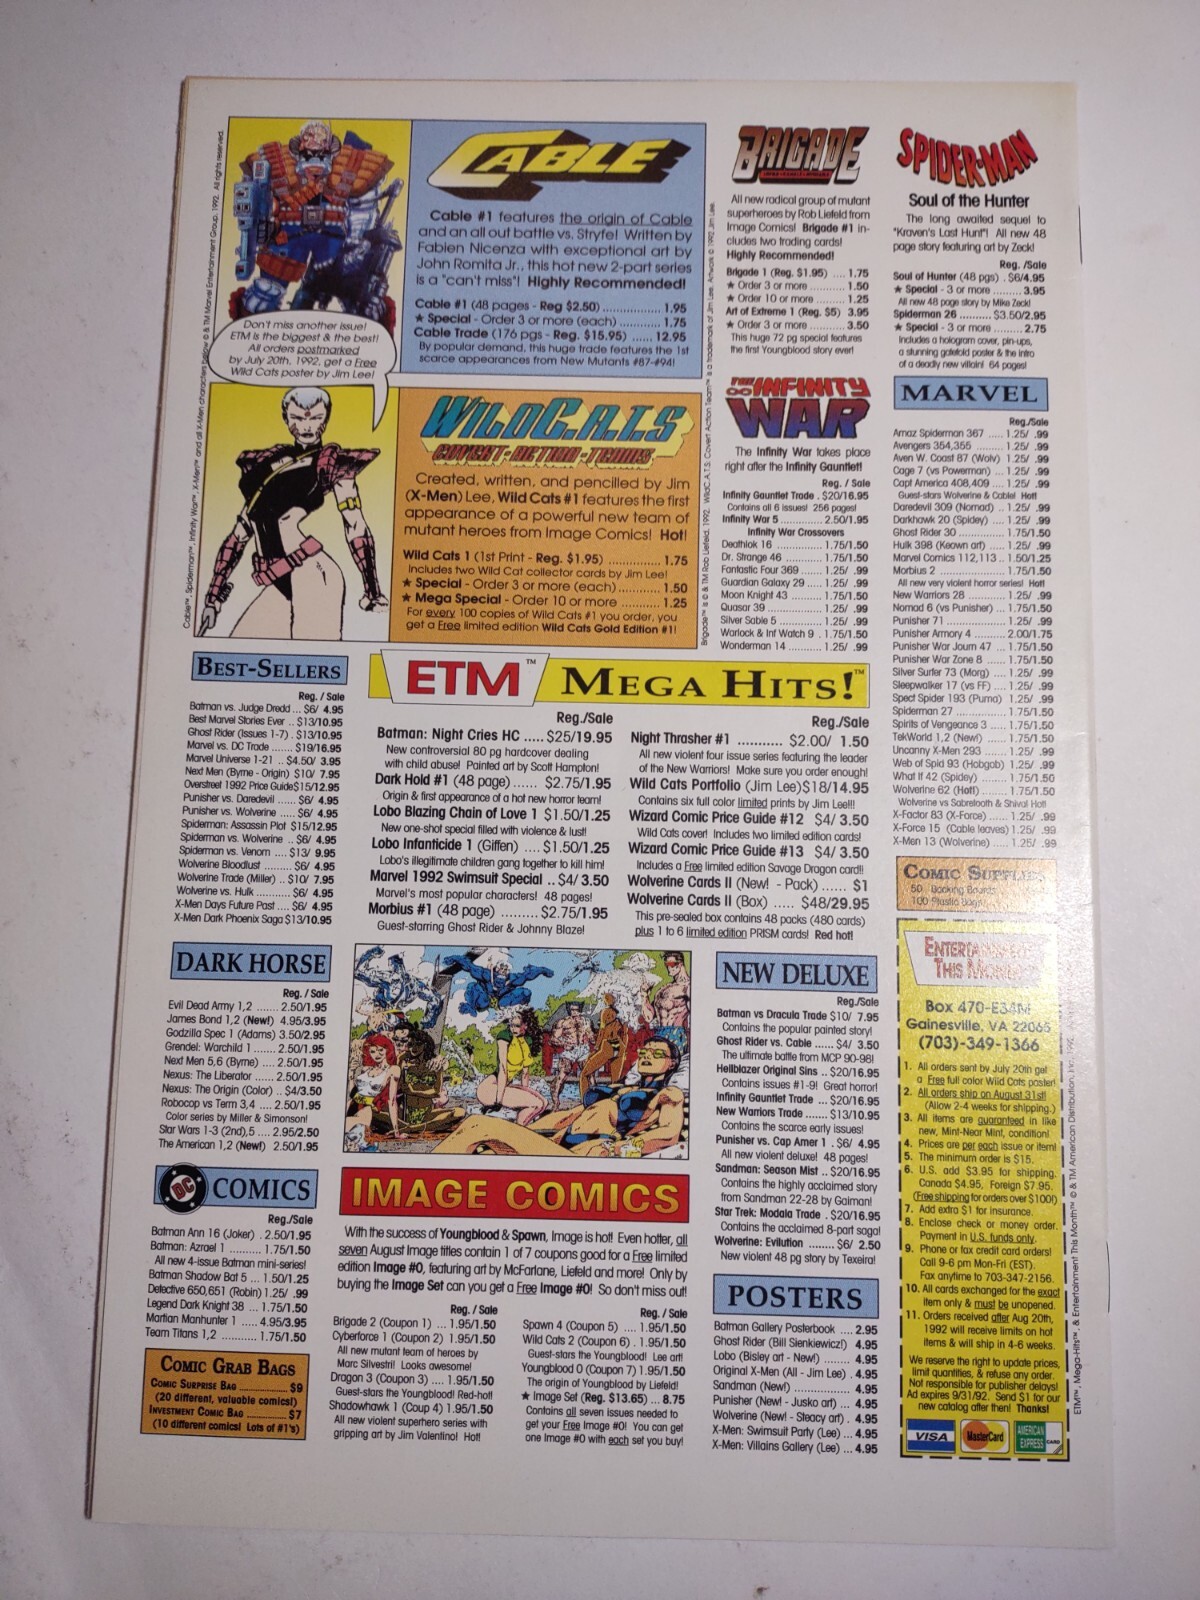 CABLE
Cable #1 features the origin of Cable
and an all out battle vs. Stryfe! Written by
Fabien Nicenza with exceptional art by
John Romita Jr., this hot new 2-part series
is a "can't miss"! Highly Recommended!
Cable #1 (48 pages - Reg $2.50) ................ 1.95
★ Special - Order 3 or more (each) ............ 1.75
Cable Trade (176 pgs - Reg. $15.95) ...... 12.95
By popular demand, this huge trade features the 1st
scarce appearances from New Mutants #87-#94!
Don't miss another issue!
ETM is the biggest & the best!
All orders postmarked
by July 20th, 1992, get a Free
Wild Cats poster by Jim Lee!
WILDC.A.T.S
COVERT-ACTION-TEAMS
Created, written, and pencilled by Jim
(X-Men) Lee, Wild Cats #1 features the first
appearance of a powerful new team of
mutant heroes from Image Comics! Hot!
Wild Cats 1 (1st Print - Reg. $1.95) .............. 1.75
Includes two Wild Cat collector cards by Jim Lee!
★ Special - Order 3 or more (each)............ 1.50
★ Mega Special - Order 10 or more ............ 1.25
For every 100 copies of Wild Cats #1 you order, you
get a Free limited edition Wild Cats Gold Edition #1!
BRIGADE
All new radical group of mutant
superheroes by Rob Liefeld from
Image Comics! Brigade #1 in-
cludes two trading cards!
Highly Recommended!
Brigade 1 (Reg. $1.95) .... 1.75
★ Order 3 or more .......... 1.50
★ Order 10 or more ......... 1.25
Art of Extreme 1 (Reg. $5) 3.95
★ Order 3 or more ........... 3.50
This huge 72 pg special features
the first Youngblood story ever!
THE INFINITY
WAR
The Infinity War takes place
right after the Infinity Gauntlet!
Reg. / Sale
Infinity Gauntlet Trade . $20/16.95
Contains all 6 issues! 256 pages!
Infinity War 5 ............... 2.50/1.95
Infinity War Crossovers
Deathlok 16 .................. 1.75/1.50
Dr. Strange 46 ............... 1.75/1.50
Fantastic Four 369 ......... 1.25/ .99
Guardian Galaxy 29 ....... 1.25/ .99
Moon Knight 43 ............. 1.75/1.50
Quasar 39 .................... 1.25/ .99
Silver Sable 5 ................ 1.25/ .99
Warlock & Inf Watch 9 . 1.75/1.50
Wonderman 14 ............. 1.25/ .99
SPIDER-MAN
Soul of the Hunter
The long awaited sequel to
"Kraven's Last Hunt"! All new 48
page story featuring art by Zeck!
Reg. /Sale
Soul of Hunter (48 pgs) . $6/4.95
★ Special - 3 or more ......... 3.95
All new 48 page story by Mike Zeck!
Spiderman 26 ......... $3.50/2.95
★ Special - 3 or more ......... 2.75
Includes a hologram cover, pin-ups,
a stunning gatefold poster & the intro
of a deadly new villain! 64 pages!
MARVEL
Reg./Sale
Amaz Spiderman 367 ..... 1.25/ .99
Avengers 354,355 ........... 1.25/ .99
Aven W. Coast 87 (Wolv) .. 1.25/ .99
Cage 7 (vs Powerman) .... 1.25/ .99
Capt America 408,409 .... 1.25/ .99
Guest-stars Wolverine & Cable! Hot!
Daredevil 309 (Nomad) .. 1.25/ .99
Darkhawk 20 (Spidey) .... 1.25/ .99
Ghost Rider 30 ............... 1.75/1.50
Hulk 398 (Keown art) ...... 1.25/ .99
Marvel Comics 112,113 .. 1.50/1.25
Morbius 2 ..................... 1.75/1.50
All new very violent horror series! Hot!
New Warriors 28 ............. 1.25/ .99
Nomad 6 (vs Punisher) ... 1.75/1.50
Punisher 71 ................... 1.25/ .99
Punisher Armory 4 .......... 2.00/1.75
Punisher War Journ 47 .... 1.75/1.50
Punisher War Zone 8 ...... 1.75/1.50
Silver Surfer 73 (Morg) .... 1.25/ .99
Sleepwalker 17 (vs FF) .... 1.25/ .99
Spect Spider 193 (Puma) 1.25/ .99
Spiderman 27 ................ 1.75/1.50
Spirits of Vengeance 3 .... 1.75/1.50
TekWorld 1,2 (New!) ....... 1.75/1.50
Uncanny X-Men 293 ....... 1.25/ .99
Web of Spid 93 (Hobgob) 1.25/ .99
What If 42 (Spidey) ........ 1.75/1.50
Wolverine 62 (Hot!) ........ 1.75/1.50
Wolverine vs Sabretooth & Shiva! Hot!
X-Factor 83 (X-Force) ...... 1.25/ .99
X-Force 15 (Cable leaves) 1.25/ .99
X-Men 13 (Wolverine) ..... 1.25/ .99
BEST-SELLERS
Reg. / Sale
Batman vs. Judge Dredd ... $6/ 4.95
Best Marvel Stories Ever .. $13/10.95
Ghost Rider (Issues 1-7) . $13/10.95
Marvel vs. DC Trade ....... $19/16.95
Marvel Universe 1-21 .. $4.50/ 3.95
Next Men (Byrne - Origin) $10/ 7.95
Overstreet 1992 Price Guide$15/12.95
Punisher vs. Daredevil ...... $6/ 4.95
Punisher vs. Wolverine ..... $6/ 4.95
Spiderman: Assassin Plot $15/12.95
Spiderman vs. Wolverine .. $6/ 4.95
Spiderman vs. Venom .... $13/ 9.95
Wolverine Bloodlust ......... $6/ 4.95
Wolverine Trade (Miller) .. $10/ 7.95
Wolverine vs. Hulk ........... $6/ 4.95
X-Men Days Future Past ... $6/ 4.95
X-Men Dark Phoenix Saga $13/10.95
ETM™ MEGA HITS!™
Reg./Sale
Batman: Night Cries HC ..... $25/19.95
New controversial 80 pg hardcover dealing
with child abuse! Painted art by Scott Hampton!
Dark Hold #1 (48 page) ...... $2.75/1.95
Origin & first appearance of a hot new horror team!
Lobo Blazing Chain of Love 1 $1.50/1.25
New one-shot special filled with violence & lust!
Lobo Infanticide 1 (Giffen) .... $1.50/1.25
Lobo's illegitimate children gang together to kill him!
Marvel 1992 Swimsuit Special .. $4/ 3.50
Marvel's most popular characters! 48 pages!
Morbius #1 (48 page) ......... $2.75/1.95
Guest-starring Ghost Rider & Johnny Blaze!
Reg./Sale
Night Thrasher #1 ........... $2.00/ 1.50
All new violent four issue series featuring the leader
of the New Warriors! Make sure you order enough!
Wild Cats Portfolio (Jim Lee)$18/14.95
Contains six full color limited prints by Jim Lee!!!
Wizard Comic Price Guide #12 $4/ 3.50
Wild Cats cover! Includes two limited edition cards!
Wizard Comic Price Guide #13 $4/ 3.50
Includes a Free limited edition Savage Dragon card!!
Wolverine Cards II (New! - Pack) ...... $1
Wolverine Cards II (Box) .... $48/29.95
This pre-sealed box contains 48 packs (480 cards)
plus 1 to 6 limited edition PRISM cards! Red hot!
COMIC SUPPLIES
50 Backing Boards
100 Plastic Bags
DARK HORSE
Reg. / Sale
Evil Dead Army 1,2 ........ 2.50/1.95
James Bond 1,2 (New!) 4.95/3.95
Godzilla Spec 1 (Adams) 3.50/2.95
Grendel: Warchild 1 ........ 2.50/1.95
Next Men 5,6 (Byrne) ..... 2.50/1.95
Nexus: The Liberator ....... 2.50/1.95
Nexus: The Origin (Color) .. $4/3.50
Robocop vs Term 3,4 ..... 2.50/1.95
Color series by Miller & Simonson!
Star Wars 1-3 (2nd),5 ..... 2.95/2.50
The American 1,2 (New!) 2.50/1.95
DC COMICS
Reg./Sale
Batman Ann 16 (Joker) . 2.50/1.95
Batman: Azrael 1 .......... 1.75/1.50
All new 4-issue Batman mini-series!
Batman Shadow Bat 5 ... 1.50/1.25
Detective 650,651 (Robin) 1.25/ .99
Legend Dark Knight 38 ... 1.75/1.50
Martian Manhunter 1 ..... 4.95/3.95
Team Titans 1,2 ............ 1.75/1.50
COMIC GRAB BAGS
COMIC SURPRISE BAG ............... $9
(20 different, valuable comics!)
INVESTMENT COMIC BAG ........... $7
(10 different comics! Lots of #1's)
IMAGE COMICS
With the success of Youngblood & Spawn, Image is hot! Even hotter, all
seven August Image titles contain 1 of 7 coupons good for a Free limited
edition Image #0, featuring art by McFarlane, Liefeld and more! Only by
buying the Image Set can you get a Free Image #0! So don't miss out!
Reg. / Sale
Brigade 2 (Coupon 1) ... 1.95/1.50
Cyberforce 1 (Coupon 2) 1.95/1.50
All new mutant team of heroes by
Marc Silvestri! Looks awesome!
Dragon 3 (Coupon 3) .... 1.95/1.50
Guest-stars the Youngblood! Red-hot!
Shadowhawk 1 (Coup 4) 1.95/1.50
All new violent superhero series with
gripping art by Jim Valentino! Hot!
Reg. / Sale
Spawn 4 (Coupon 5) ..... 1.95/1.50
Wild Cats 2 (Coupon 6) . 1.95/1.50
Guest-stars the Youngblood! Lee art!
Youngblood 0 (Coupon 7) 1.95/1.50
The origin of Youngblood by Liefeld!
★ Image Set (Reg. $13.65) ... 8.75
Contains all seven issues needed to
get your Free Image #0! You can get
one Image #0 with each set you buy!
NEW DELUXE
Reg./Sale
Batman vs Dracula Trade $10/ 7.95
Contains the popular painted story!
Ghost Rider vs. Cable ...... $4/ 3.50
The ultimate battle from MCP 90-98!
Hellblazer Original Sins .. $20/16.95
Contains issues #1-9! Great horror!
Infinity Gauntlet Trade ... $20/16.95
New Warriors Trade ....... $13/10.95
Contains the scarce early issues!
Punisher vs. Cap Amer 1 . $6/ 4.95
All new violent deluxe! 48 pages!
Sandman: Season Mist .. $20/16.95
Contains the highly acclaimed story
from Sandman 22-28 by Gaiman!
Star Trek: Modala Trade . $20/16.95
Contains the acclaimed 8-part saga!
Wolverine: Evilution ........ $6/ 2.50
New violent 48 pg story by Texeira!
POSTERS
Batman Gallery Posterbook .... 2.95
Ghost Rider (Bill Sienkiewicz!) 4.95
Lobo (Bisley art - New!) ........ 4.95
Original X-Men (All - Jim Lee) . 4.95
Sandman (New!) ................. 4.95
Punisher (New! - Jusko art) ... 4.95
Wolverine (New! - Steacy art) . 4.95
X-Men: Swimsuit Party (Lee) ... 4.95
X-Men: Villains Gallery (Lee) ... 4.95
ENTERTAINMENT
THIS MONTH
Box 470-E34M
Gainesville, VA 22065
(703)-349-1366
1. All orders sent by July 20th get
a Free full color Wild Cats poster!
2. All orders ship on August 31st!
(Allow 2-4 weeks for shipping.)
3. All items are guaranteed in like
new, Mint-Near Mint, condition!
4. Prices are per each issue or item!
5. The minimum order is $15.
6. U.S. add $3.95 for shipping,
Canada $4.95, Foreign $7.95.
(Free shipping for orders over $100!)
7. Add extra $1 for insurance.
8. Enclose check or money order.
Payment in U.S. funds only.
9. Phone or fax credit card orders!
Call 9-6 pm Mon-Fri (EST).
Fax anytime to 703-347-2156.
10. All cards exchanged for the exact
item only & must be unopened.
11. Orders received after Aug 20th,
1992 will receive limits on hot
items & will ship in 4-6 weeks.
We reserve the right to update prices,
limit quantities, & refuse any order.
Not responsible for publisher delays!
Ad expires 9/31/92. Send $1 for our
new catalog after then! Thanks!
VISA
MasterCard
AMERICAN
EXPRESS
CARD
Cable™, Spiderman™, Infinity War™, X-Men™ and all X-Men characters © & TM Marvel Entertainment Group, 1992. All rights reserved.
Brigade™ is © & TM Rob Liefeld, 1992. WildC.A.T.S: Covert Action Team™ is a trademark of Jim Lee. Artwork © 1992 Jim Lee.
ETM™, Mega-Hits™, & Entertainment This Month™ © & TM American Distribution, Inc. 1992.